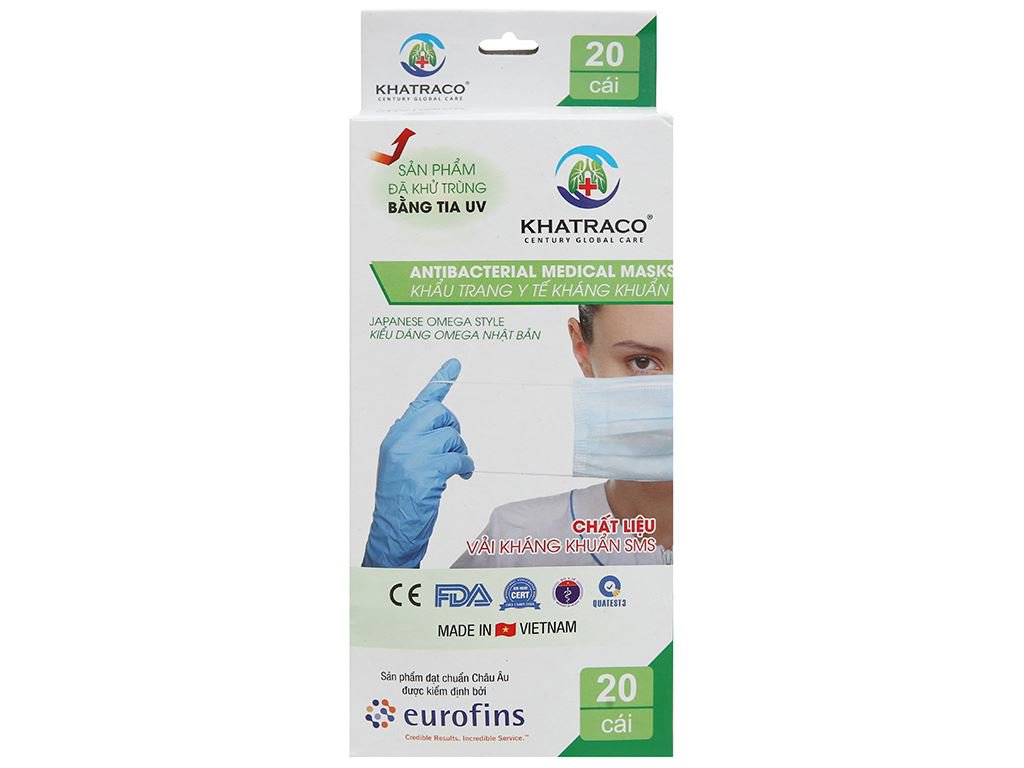 KHATRACO®
CENTURY GLOBAL CARE
20
cái
SẢN PHẨM
ĐÃ KHỬ TRÙNG
BẰNG TIA UV
KHATRACO®
CENTURY GLOBAL CARE
ANTIBACTERIAL MEDICAL MASKS
KHẨU TRANG Y TẾ KHÁNG KHUẨN
JAPANESE OMEGA STYLE
KIỂU DÁNG OMEGA NHẬT BẢN
CHẤT LIỆU
VẢI KHÁNG KHUẨN SMS
CE FDA CERT QUATEST3
MADE IN VIETNAM
Sản phẩm đạt chuẩn Châu Âu
được kiểm định bởi
eurofins
Credible Results. Incredible Service.™
20
cái